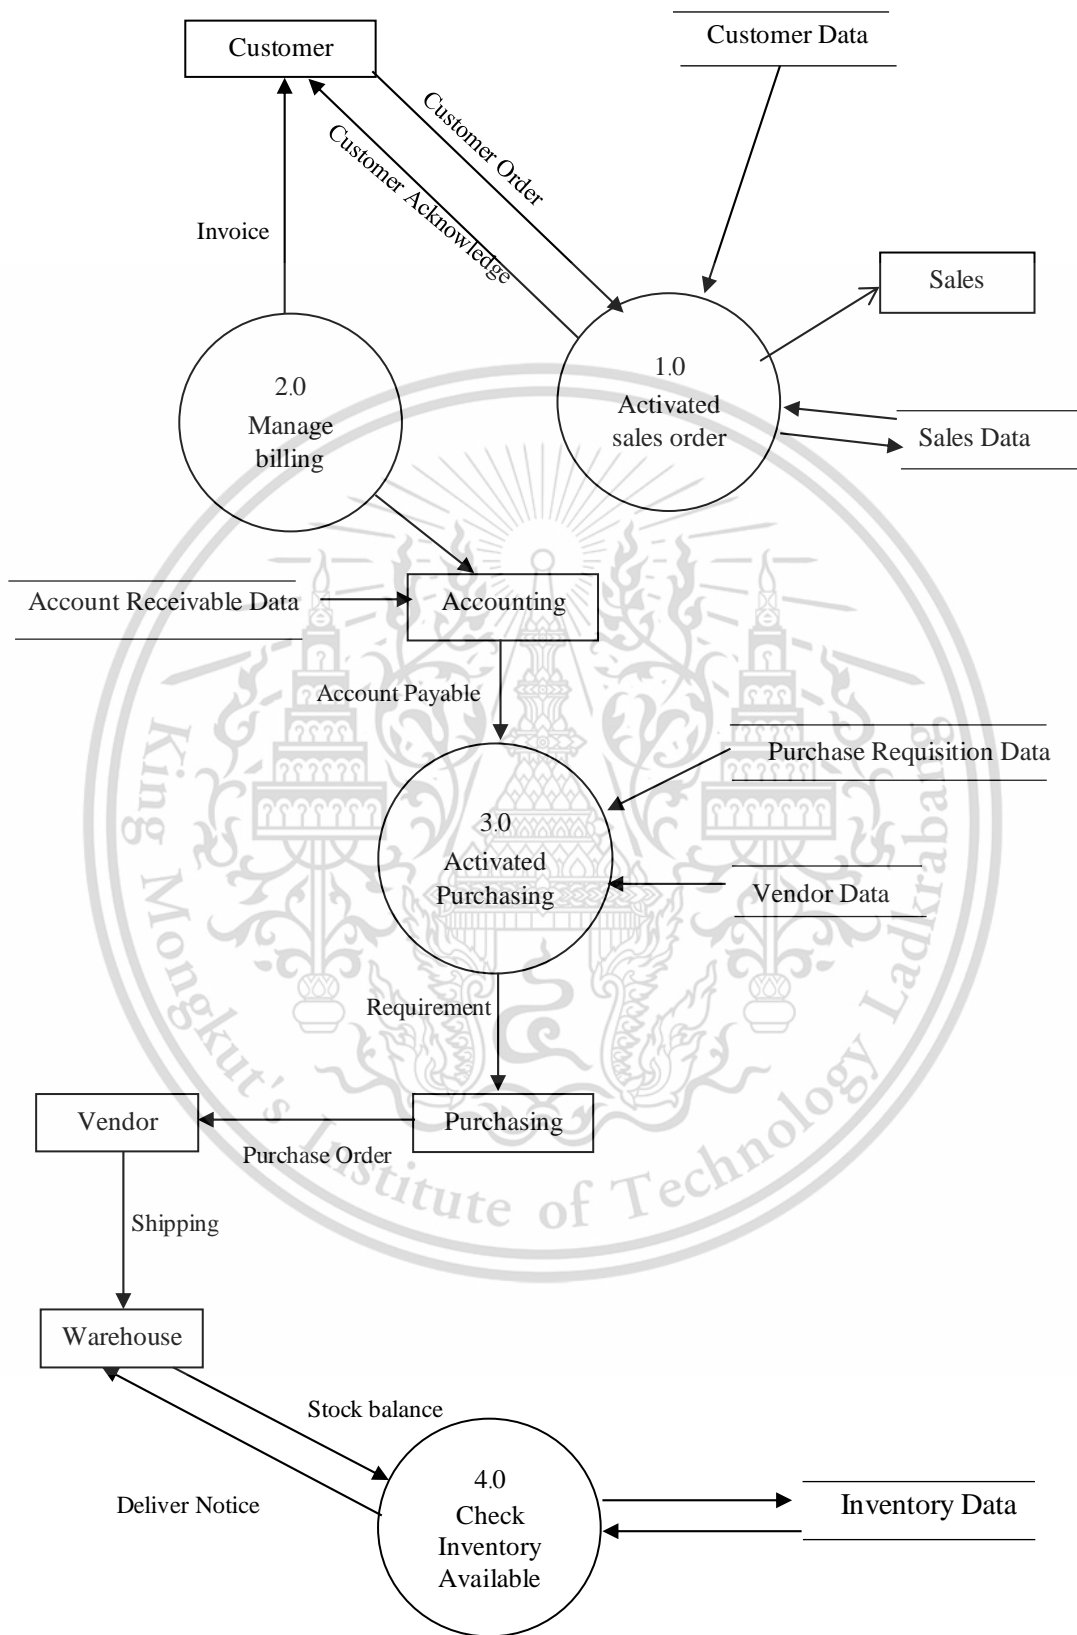 Customer
Customer Data
Customer Order
Customer Acknowledge
Invoice
Sales
1.0
Activated
sales order
2.0
Manage
billing
Sales Data
Account Receivable Data
Accounting
Account Payable
Purchase Requisition Data
3.0
Activated
Purchasing
Vendor Data
Requirement
Vendor
Purchasing
Purchase Order
Shipping
Warehouse
Stock balance
Deliver Notice
4.0
Check
Inventory
Available
Inventory Data
King Mongkut's Institute of Technology Ladkrabang